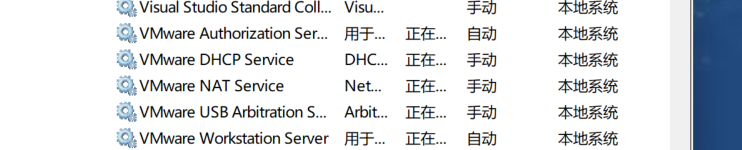 Visual Studio Standard Coll... Visu... 手动 本地系统
VMware Authorization Ser... 用于... 正在... 自动 本地系统
VMware DHCP Service DHC... 正在... 手动 本地系统
VMware NAT Service Net... 正在... 手动 本地系统
VMware USB Arbitration S... Arbit... 正在... 手动 本地系统
VMware Workstation Server 用于... 正在... 自动 本地系统